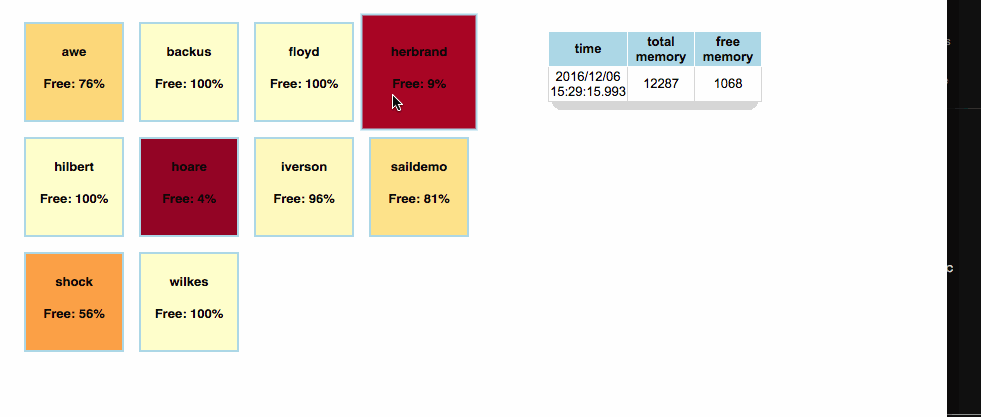 awe
Free: 76%
backus
Free: 100%
floyd
Free: 100%
herbrand
Free: 9%
hilbert
Free: 100%
hoare
Free: 4%
iverson
Free: 96%
saildemo
Free: 81%
shock
Free: 56%
wilkes
Free: 100%
time
total
memory
free
memory
2016/12/06
15:29:15.993
12287
1068
s
c